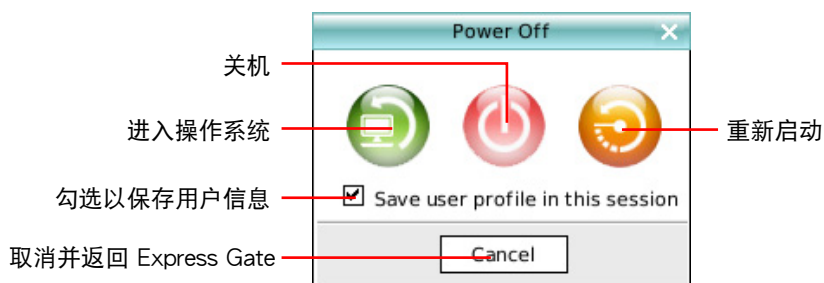 Power Off
关机
进入操作系统
重新启动
勾选以保存用户信息
Save user profile in this session
取消并返回 Express Gate
Cancel